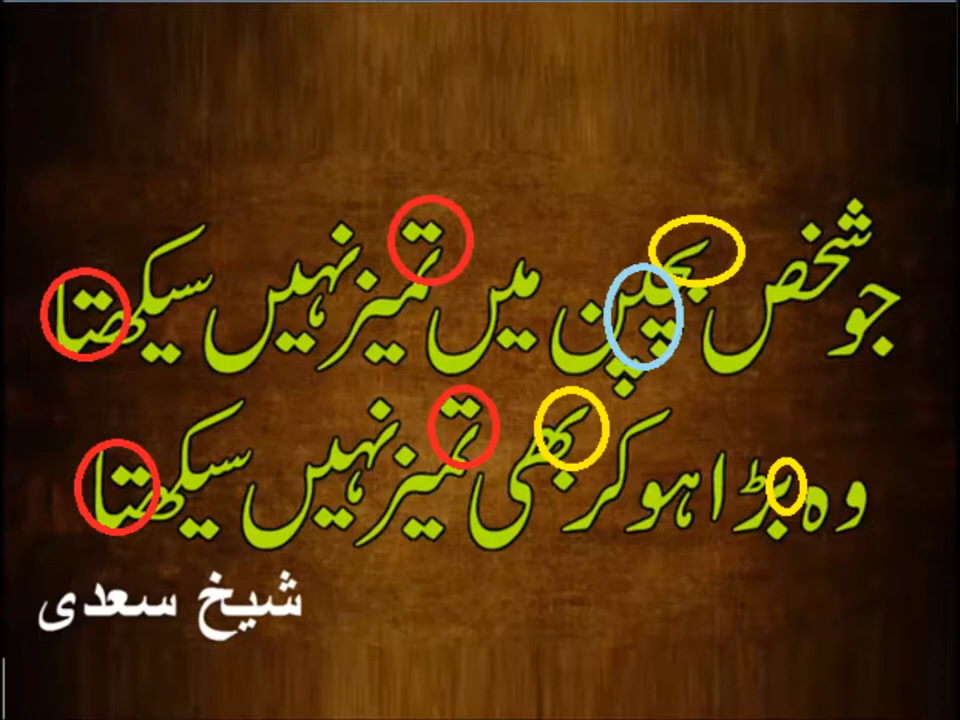 جو شخص بچپن میں تمیز نہیں سیکھتا
وہ بڑا ہو کر بھی تمیز نہیں سیکھتا
شیخ سعدی